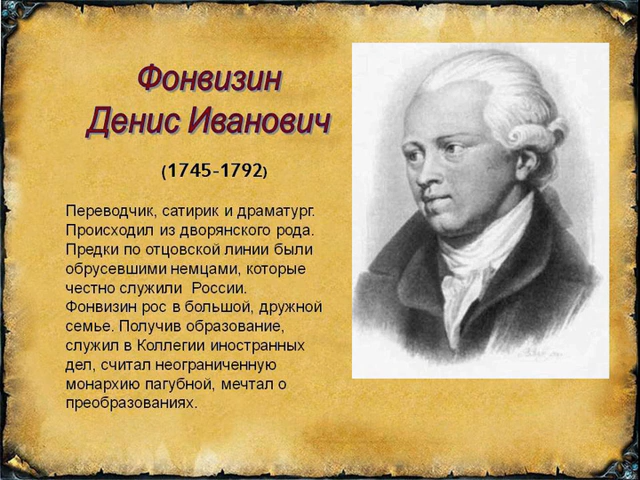 Фонвизин
Денис Иванович
(1745-1792)
Переводчик, сатирик и драматург.
Происходил из дворянского рода.
Предки по отцовской линии были
обрусевшими немцами, которые
честно служили России.
Фонвизин рос в большой, дружной
семье. Получив образование,
служил в Коллегии иностранных
дел, считал неограниченную
монархию пагубной, мечтал о
преобразованиях.